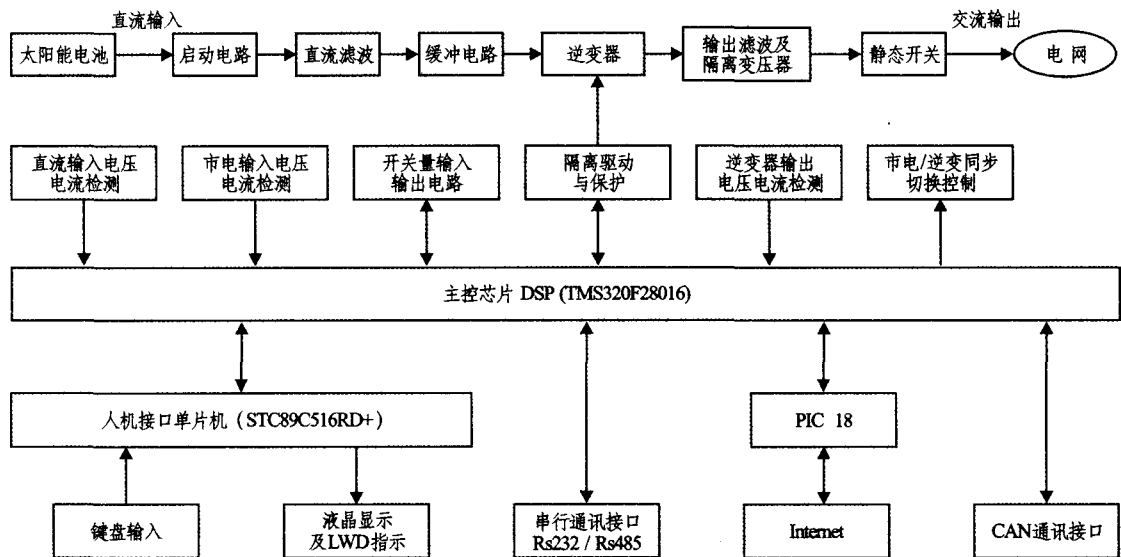 直流输入
交流输出
太阳能电池
启动电路
直流滤波
缓冲电路
逆变器
输出滤波及
隔离变压器
静态开关
电 网
直流输入电压
电流检测
市电输入电压
电流检测
开关量输入
输出电路
隔离驱动
与保护
逆变器输出
电压电流检测
市电/逆变同步
切换控制
主控芯片 DSP (TMS320F28016)
人机接口单片机（STC89C516RD+）
PIC 18
键盘输入
液晶显示
及LWD指示
串行通讯接口
Rs232 / Rs485
Internet
CAN通讯接口